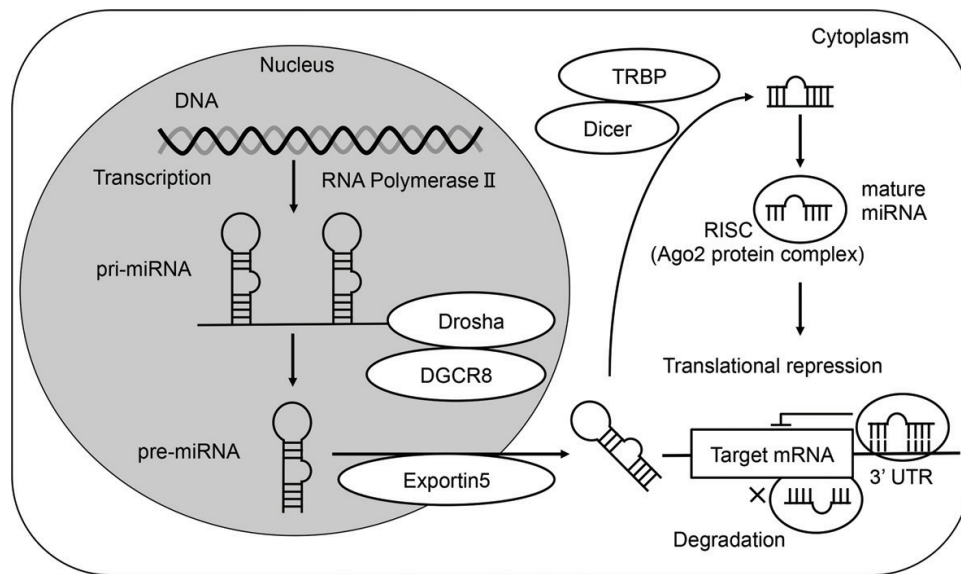 Cytoplasm
Nucleus
TRBP
DNA
Dicer
Transcription
RNA Polymerase Ⅱ
mature
miRNA
RISC
(Ago2 protein complex)
pri-miRNA
Drosha
DGCR8
Translational repression
pre-miRNA
Exportin5
Target mRNA
3' UTR
Degradation